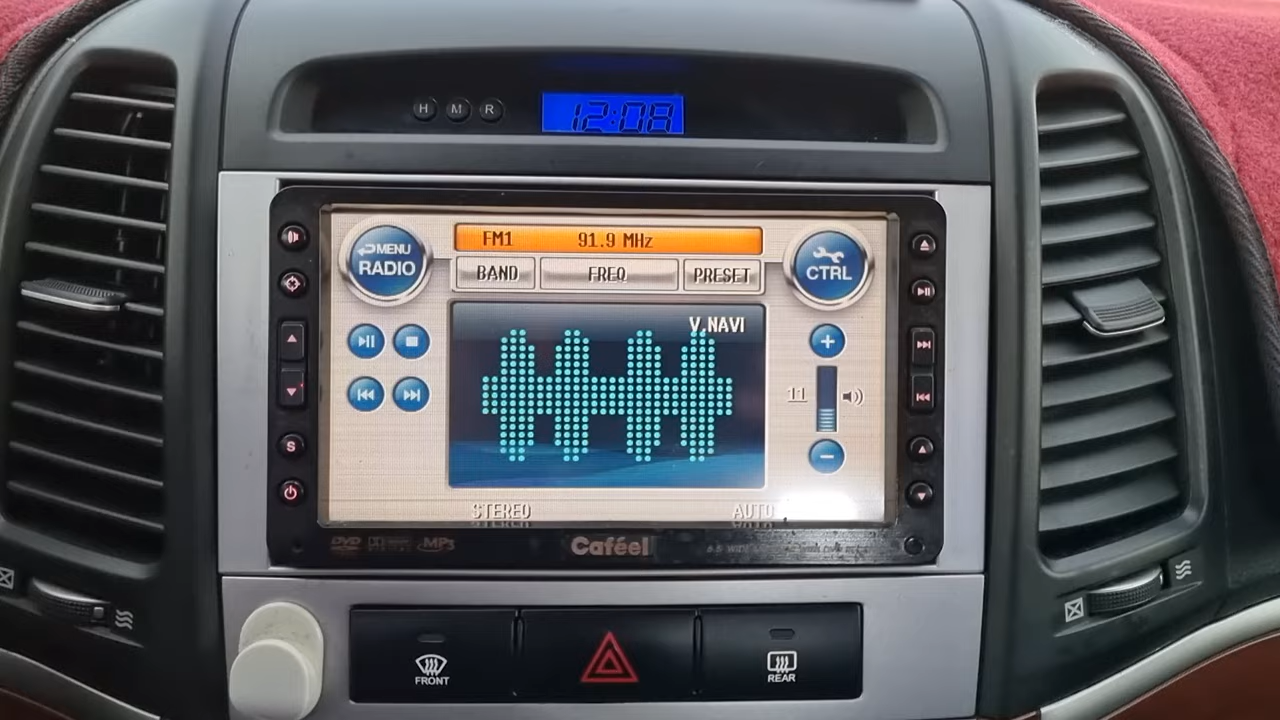 H M R
12:08
MENU
RADIO
FM1 91.9 MHz
CTRL
BAND FREQ PRESET
V.NAVI
11
S
STEREO AUTO
DVD MP3 Caféel
FRONT
REAR